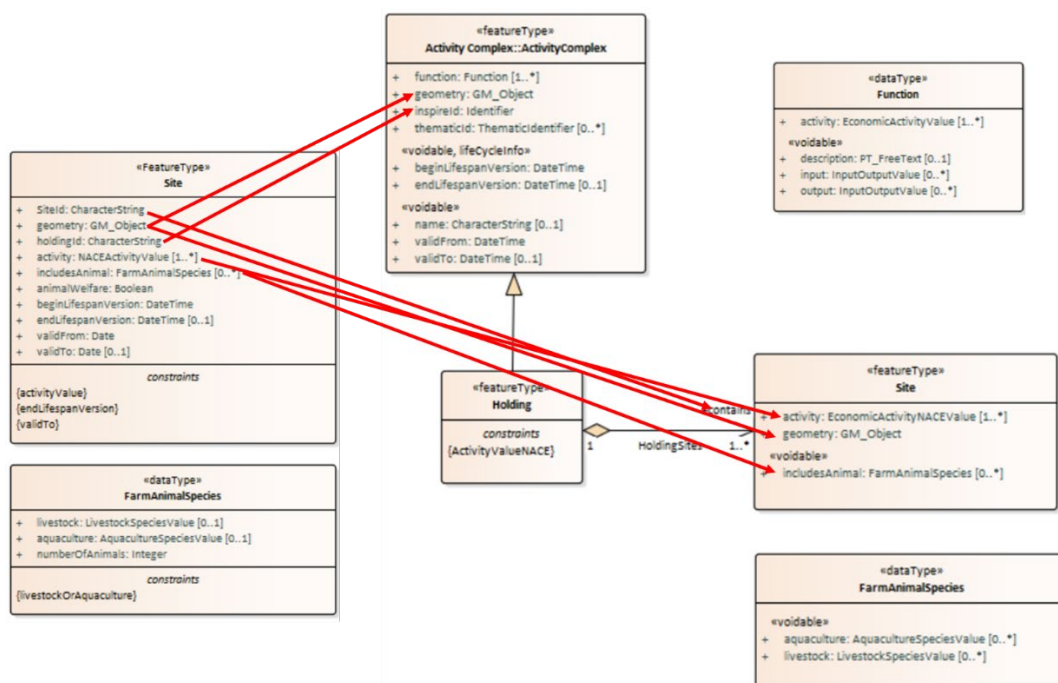 «featureType»
Activity Complex::ActivityComplex
+ function: Function [1..*]
+ geometry: GM_Object
+ inspireId: Identifier
+ thematicId: ThematicIdentifier [0..*]
«voidable, lifeCycleInfo»
+ beginLifespanVersion: DateTime
+ endLifespanVersion: DateTime [0..1]
«voidable»
+ name: CharacterString [0..1]
+ validFrom: DateTime
+ validTo: DateTime [0..1]
«dataType»
Function
+ activity: EconomicActivityValue [1..*]
«voidable»
+ description: PT_FreeText [0..1]
+ input: InputOutputValue [0..*]
+ output: InputOutputValue [0..*]
«FeatureType»
Site
+ SiteId: CharacterString
+ geometry: GM_Object
+ holdingId: CharacterString
+ activity: NACEActivityValue [1..*]
+ includesAnimal: FarmAnimalSpecies [0..*]
+ animalWelfare: Boolean
+ beginLifespanVersion: DateTime
+ endLifespanVersion: DateTime [0..1]
+ validFrom: Date
+ validTo: Date [0..1]
constraints
{activityValue}
{endLifespanVersion}
{validTo}
«featureType»
Holding
constraints
{ActivityValueNACE}
+contains
1 HoldingSites 1..*
«featureType»
Site
+ activity: EconomicActivityNACEValue [1..*]
geometry: GM_Object
«voidable»
+ includesAnimal: FarmAnimalSpecies [0..*]
«dataType»
FarmAnimalSpecies
+ livestock: LivestockSpeciesValue [0..1]
+ aquaculture: AquacultureSpeciesValue [0..1]
+ numberOfAnimals: Integer
constraints
{livestockOrAquaculture}
«dataType»
FarmAnimalSpecies
«voidable»
+ aquaculture: AquacultureSpeciesValue [0..*]
+ livestock: LivestockSpeciesValue [0..*]